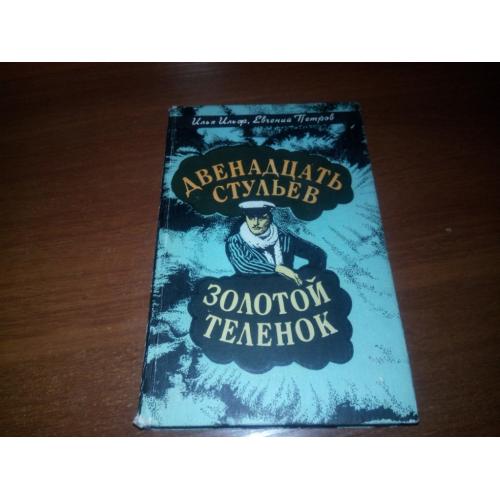 Илья Ильф, Евгений Петров
ДВЕНАДЦАТЬ
СТУЛЬЕВ
ЗОЛОТОЙ
ТЕЛЕНОК